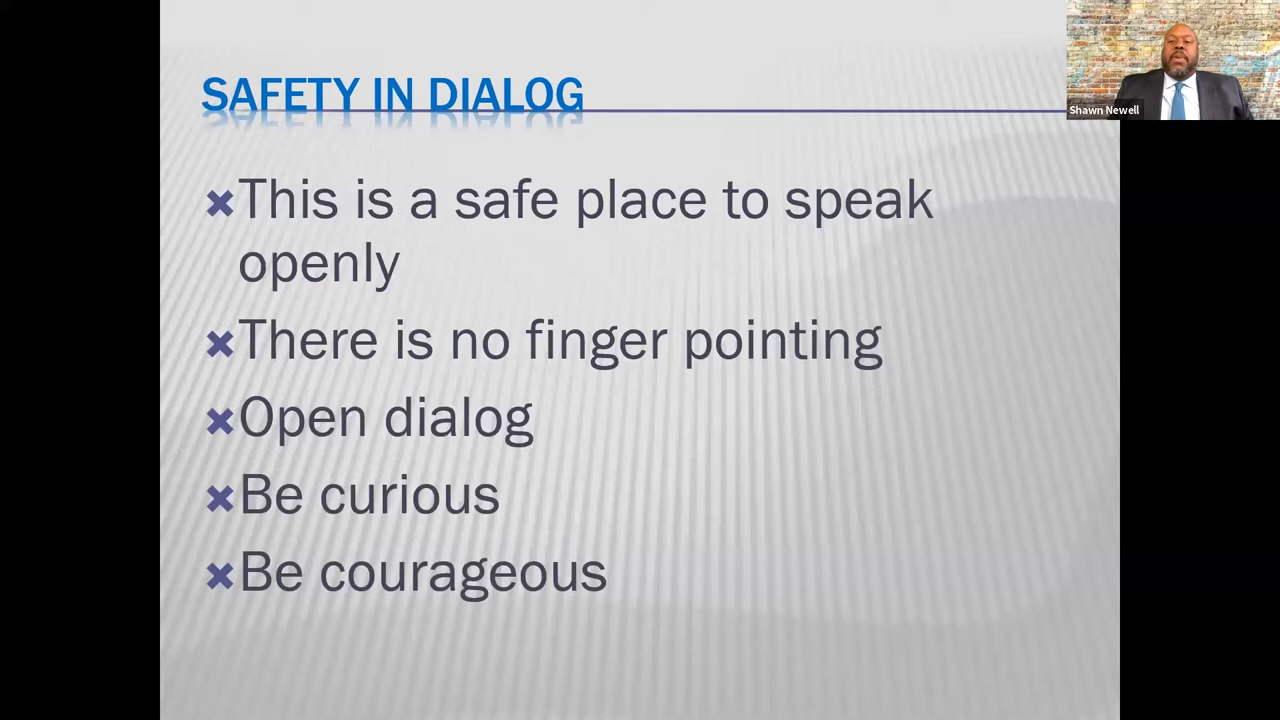 SAFETY IN DIALOG
Shawn Newell
This is a safe place to speak
openly
There is no finger pointing
Open dialog
Be curious
Be courageous